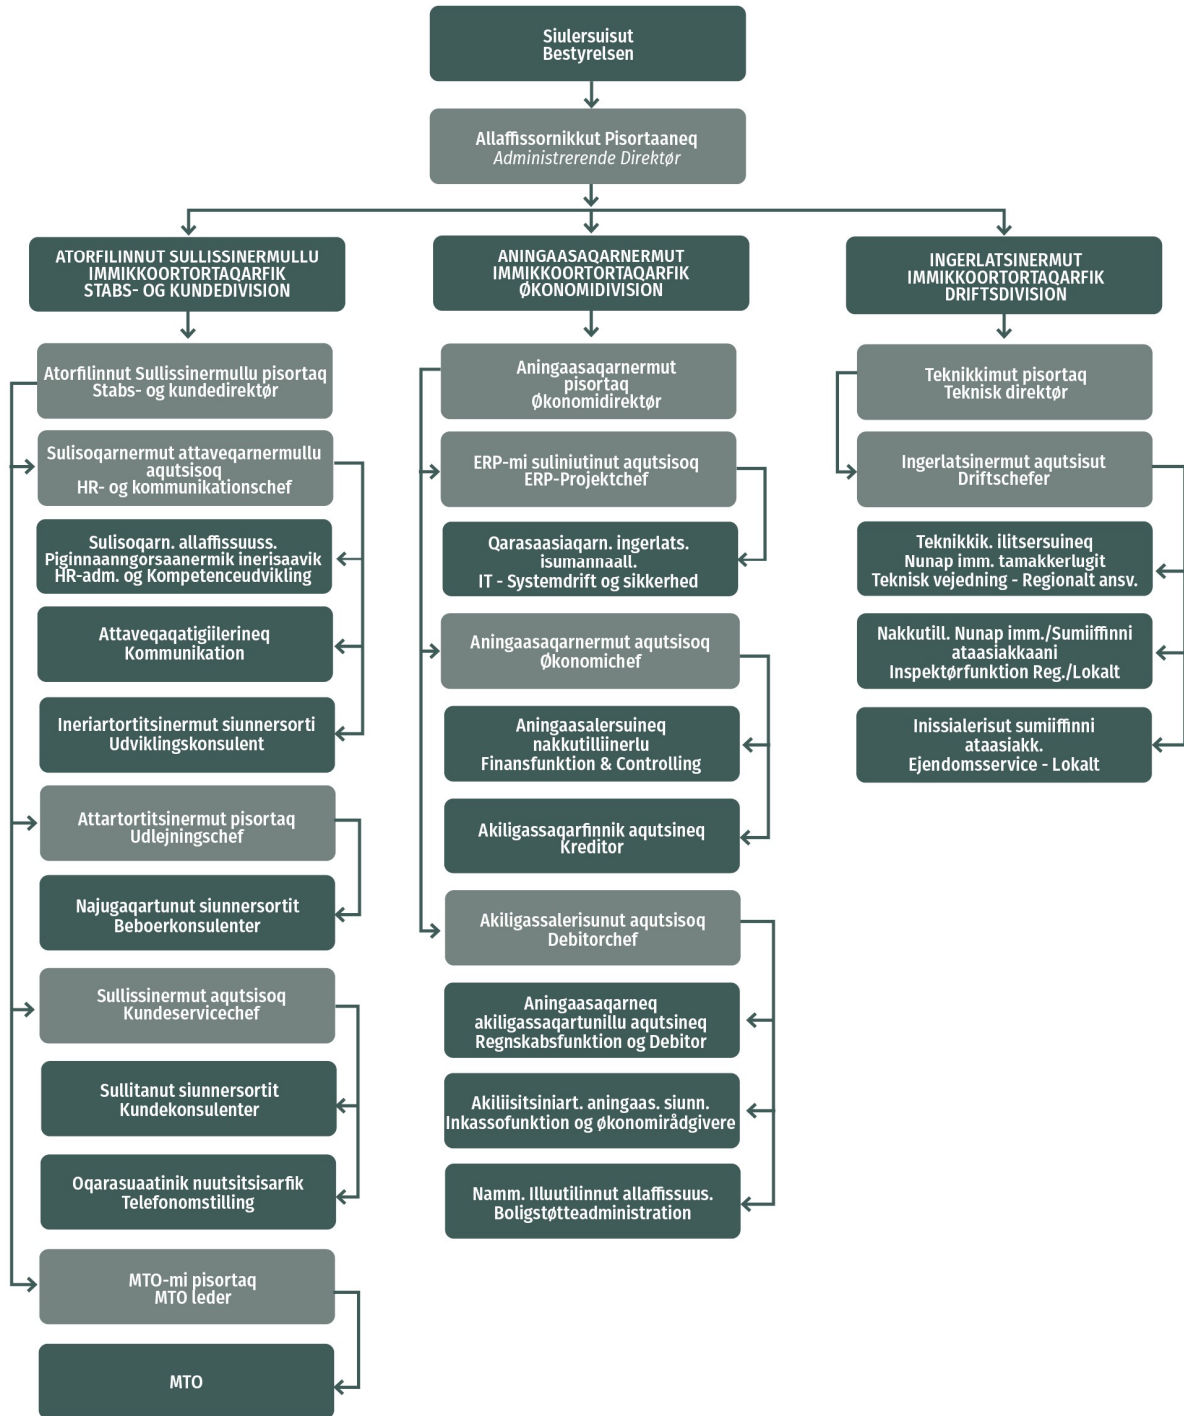 Siulersuisut
Bestyrelsen
Allaffissornikkut Pisortaaneq
Administrerende Direktør
ATORFILINNUT SULLISSINERMULLU
IMMIKKOORTORTAQARFIK
STABS- OG KUNDEDIVISION
Atorfilinnut Sullissinermullu pisortaq
Stabs- og kundedirektør
Sulisoqarnermut attaveqarnermullu
aqutsisoq
HR- og kommunikationschef
Sulisoqarn. allaffissuuss.
Piginnaanngorsaanermik inerisaavik
HR-adm. og Kompetenceudvikling
Attaveqaqatigiilerineq
Kommunikation
Ineriartortitsinermut siunnersorti
Udviklingskonsulent
Attartortitsinermut pisortaq
Udlejningschef
Najugaqartunut siunnersortit
Beboerkonsulenter
Sullissinermut aqutsisoq
Kundeservicechef
Sullitanut siunnersortit
Kundekonsulenter
Oqarasuaatinik nuutsitsisarfik
Telefonomstilling
MTO-mi pisortaq
MTO leder
MTO
ANINGAASAQARNERMUT
IMMIKKOORTORTAQARFIK
ØKONOMIDIVISION
Aningaasaqarnermut
pisortaq
Økonomidirektør
ERP-mi suliniutinut aqutsisoq
ERP-Projektchef
Qarasaasiaqarn. ingerlats.
isumannaall.
IT - Systemdrift og sikkerhed
Aningaasaqarnermut aqutsisoq
Økonomichef
Aningaasalersuineq
nakkutilliinerlu
Finansfunktion & Controlling
Akiligassaqarfinnik aqutsineq
Kreditor
Akiligassalerisunut aqutsisoq
Debitorchef
Aningaasaqarneq
akiligassaqartunillu aqutsineq
Regnskabsfunktion og Debitor
Akiliisitsiniart. aningaas. siunn.
Inkassofunktion og økonomirådgivere
Namm. Illuutilinnut allaffissuus.
Boligstøtteadministration
INGERLATSINERMUT
IMMIKKOORTORTAQARFIK
DRIFTSDIVISION
Teknikkimut pisortaq
Teknisk direktør
Ingerlatsinermut aqutsisut
Driftschefer
Teknikkik. ilitsersuineq
Nunap imm. tamakkerlugit
Teknisk vejedning - Regionalt ansv.
Nakkutill. Nunap imm./Sumiiffinni
ataasiakkaani
Inspektørfunktion Reg./Lokalt
Inissialerisut sumiiffinni
ataasiakk.
Ejendomsservice - Lokalt